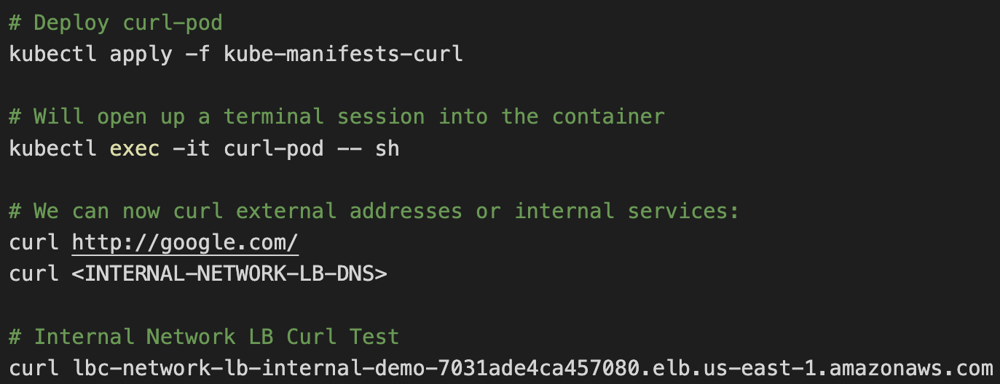 # Deploy curl-pod
kubectl apply -f kube-manifests-curl
# Will open up a terminal session into the container
kubectl exec -it curl-pod -- sh
# We can now curl external addresses or internal services:
curl http://google.com/
curl <INTERNAL-NETWORK-LB-DNS>
# Internal Network LB Curl Test
curl lbc-network-lb-internal-demo-7031ade4ca457080.elb.us-east-1.amazonaws.com